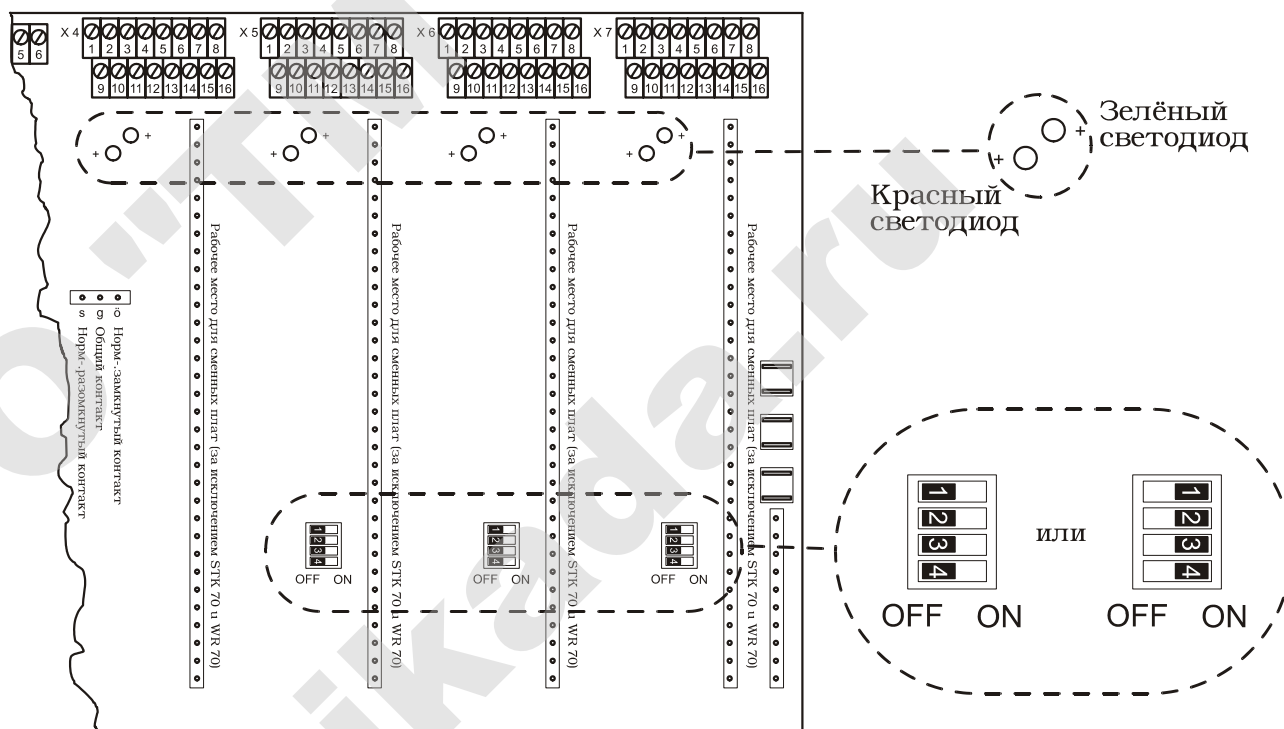 X 4 X 5 X 6 X 7
5 6 1 2 3 4 5 6 7 8 1 2 3 4 5 6 7 8 1 2 3 4 5 6 7 8 1 2 3 4 5 6 7 8
9 10 11 12 13 14 15 16 9 10 11 12 13 14 15 16 9 10 11 12 13 14 15 16 9 10 11 12 13 14 15 16
+ + + + + + + +
Зелёный
светодиод
+ +
Красный
светодиод
s g o
Норм-.разомкнутый контакт
Общий контакт
Норм-.замкнутый контакт
Рабочее место для сменных плат (за исключением STK 70 и WR 70)
Рабочее место для сменных плат (за исключением STK 70 и WR 70)
Рабочее место для сменных плат (за исключением STK 70 и WR 70)
Рабочее место для сменных плат (за исключением STK 70 и WR 70)
1 2 3 4
OFF ON
1 2 3 4
OFF ON
1 2 3 4
OFF ON
1 2 3 4
OFF ON
или
1 2 3 4
OFF ON
"ТМ
ikada.ru